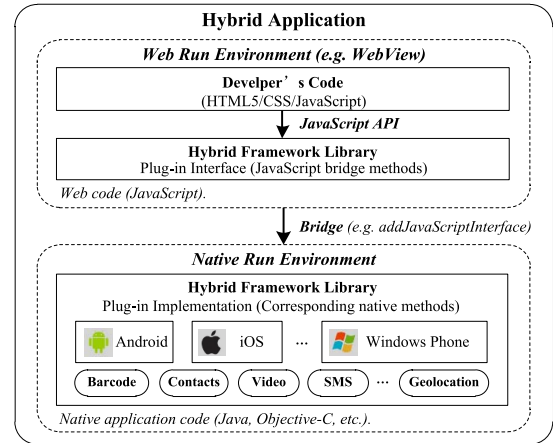 Hybrid Application
Web Run Environment (e.g. WebView)
Develper's Code
(HTML5/CSS/JavaScript)
JavaScript API
Hybrid Framework Library
Plug-in Interface (JavaScript bridge methods)
Web code (JavaScript).
Bridge (e.g. addJavaScriptInterface)
Native Run Environment
Hybrid Framework Library
Plug-in Implementation (Corresponding native methods)
Android iOS ... Windows Phone
Barcode Contacts Video SMS ... Geolocation
Native application code (Java, Objective-C, etc.).